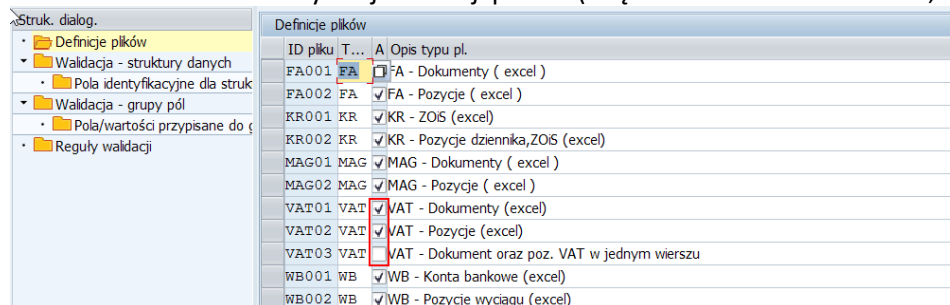 Struk. dialog.
Definicje plików
Walidacja - struktury danych
Pola identyfikacyjne dla struk
Walidacja - grupy pól
Pola/wartości przypisane do g
Reguły walidacji
Definicje plików
ID pliku T... A Opis typu pl.
FA001 FA FA - Dokumenty ( excel )
FA002 FA FA - Pozycje ( excel )
KR001 KR KR - ZOiS (excel)
KR002 KR KR - Pozycje dziennika,ZOiS (excel)
MAG01 MAG MAG - Dokumenty ( excel )
MAG02 MAG MAG - Pozycje ( excel )
VAT01 VAT VAT - Dokumenty (excel)
VAT02 VAT VAT - Pozycje (excel)
VAT03 VAT VAT - Dokument oraz poz. VAT w jednym wierszu
WB001 WB WB - Konta bankowe (excel)
WB002 WB WB - Pozycje wyciągu (excel)